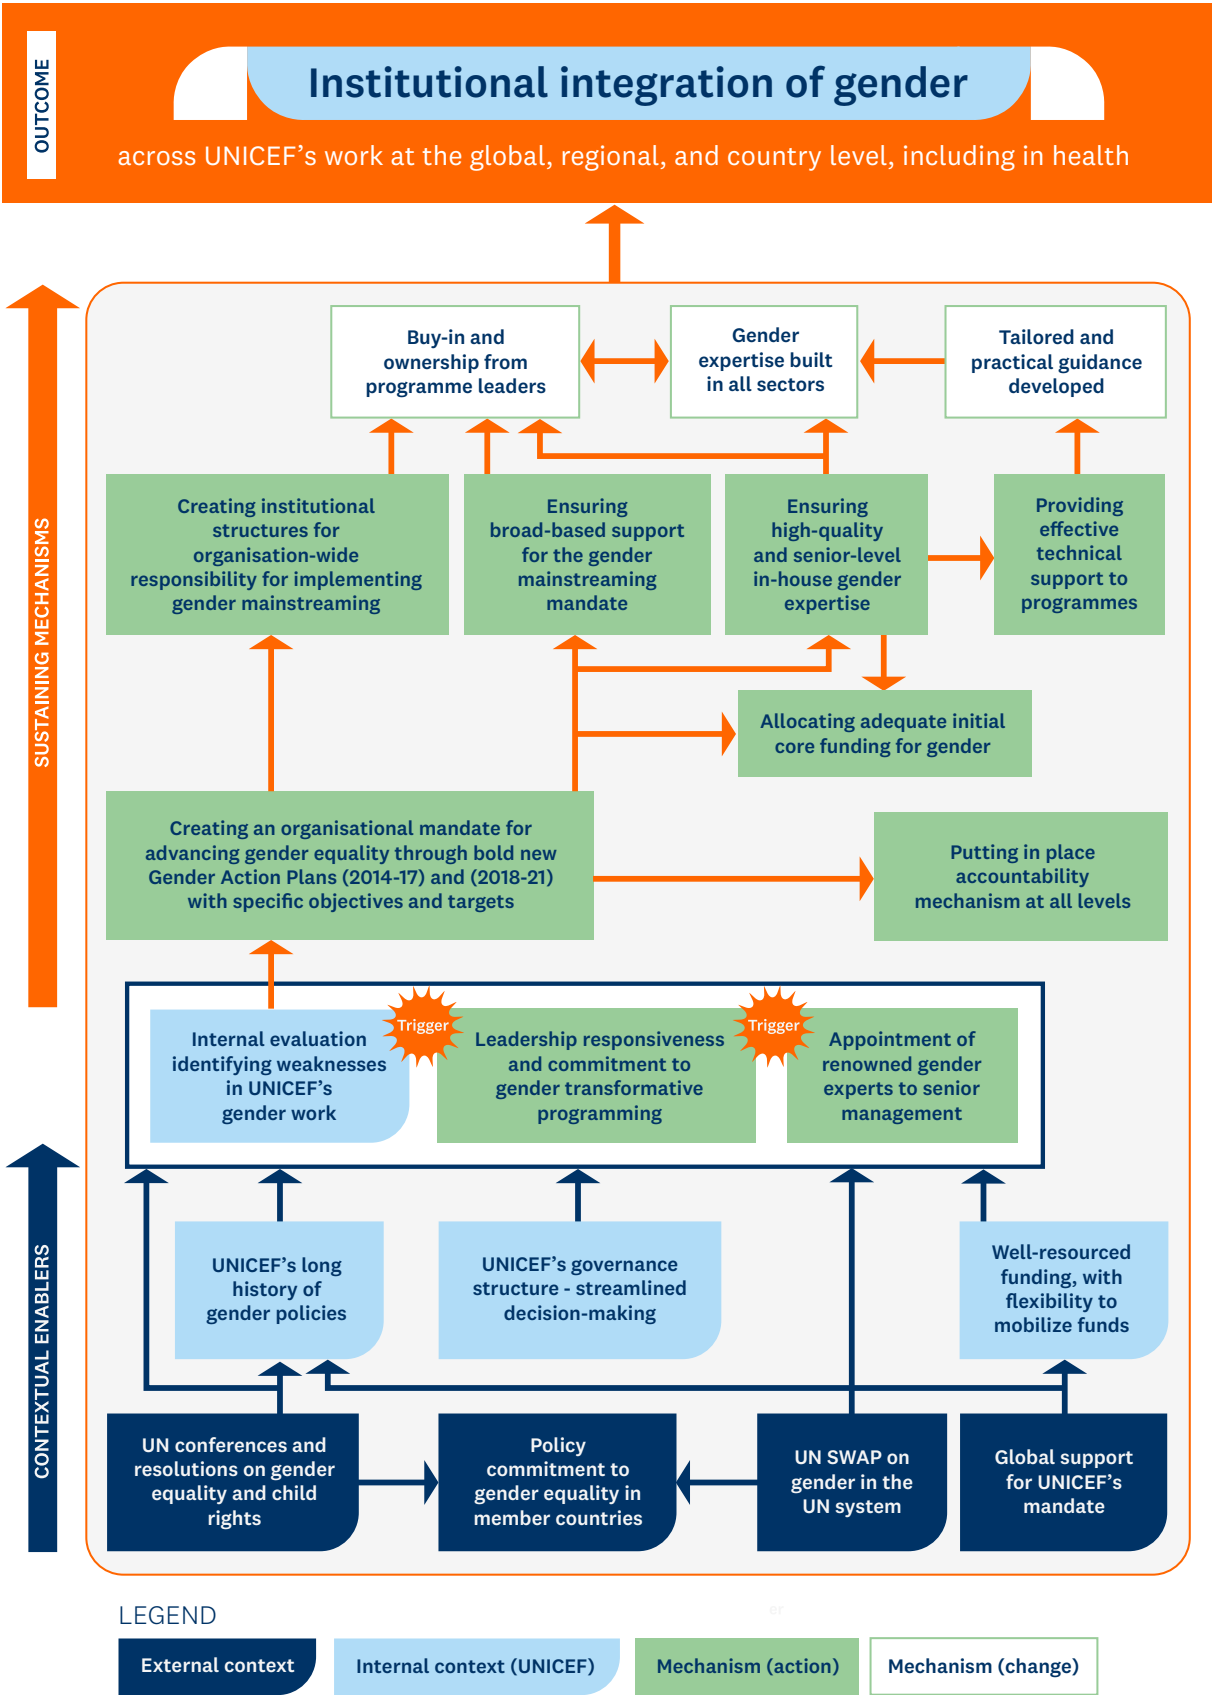 OUTCOME
Institutional integration of gender
across UNICEF's work at the global, regional, and country level, including in health
SUSTAINING MECHANISMS
Buy-in and
ownership from
programme leaders
Gender
expertise built
in all sectors
Tailored and
practical guidance
developed
Creating institutional
structures for
organisation-wide
responsibility for implementing
gender mainstreaming
Ensuring
broad-based support
for the gender
mainstreaming
mandate
Ensuring
high-quality
and senior-level
in-house gender
expertise
Providing
effective
technical
support to
programmes
Allocating adequate initial
core funding for gender
Creating an organisational mandate for
advancing gender equality through bold new
Gender Action Plans (2014-17) and (2018-21)
with specific objectives and targets
Putting in place
accountability
mechanism at all levels
Internal evaluation
identifying weaknesses
in UNICEF's
gender work
Trigger
Leadership responsiveness
and commitment to
gender transformative
programming
Trigger
Appointment of
renowned gender
experts to senior
management
CONTEXTUAL ENABLERS
UNICEF's long
history of
gender policies
UNICEF's governance
structure - streamlined
decision-making
Well-resourced
funding, with
flexibility to
mobilize funds
UN conferences and
resolutions on gender
equality and child
rights
Policy
commitment to
gender equality in
member countries
UN SWAP on
gender in the
UN system
Global support
for UNICEF's
mandate
LEGEND
er
External context
Internal context (UNICEF)
Mechanism (action)
Mechanism (change)